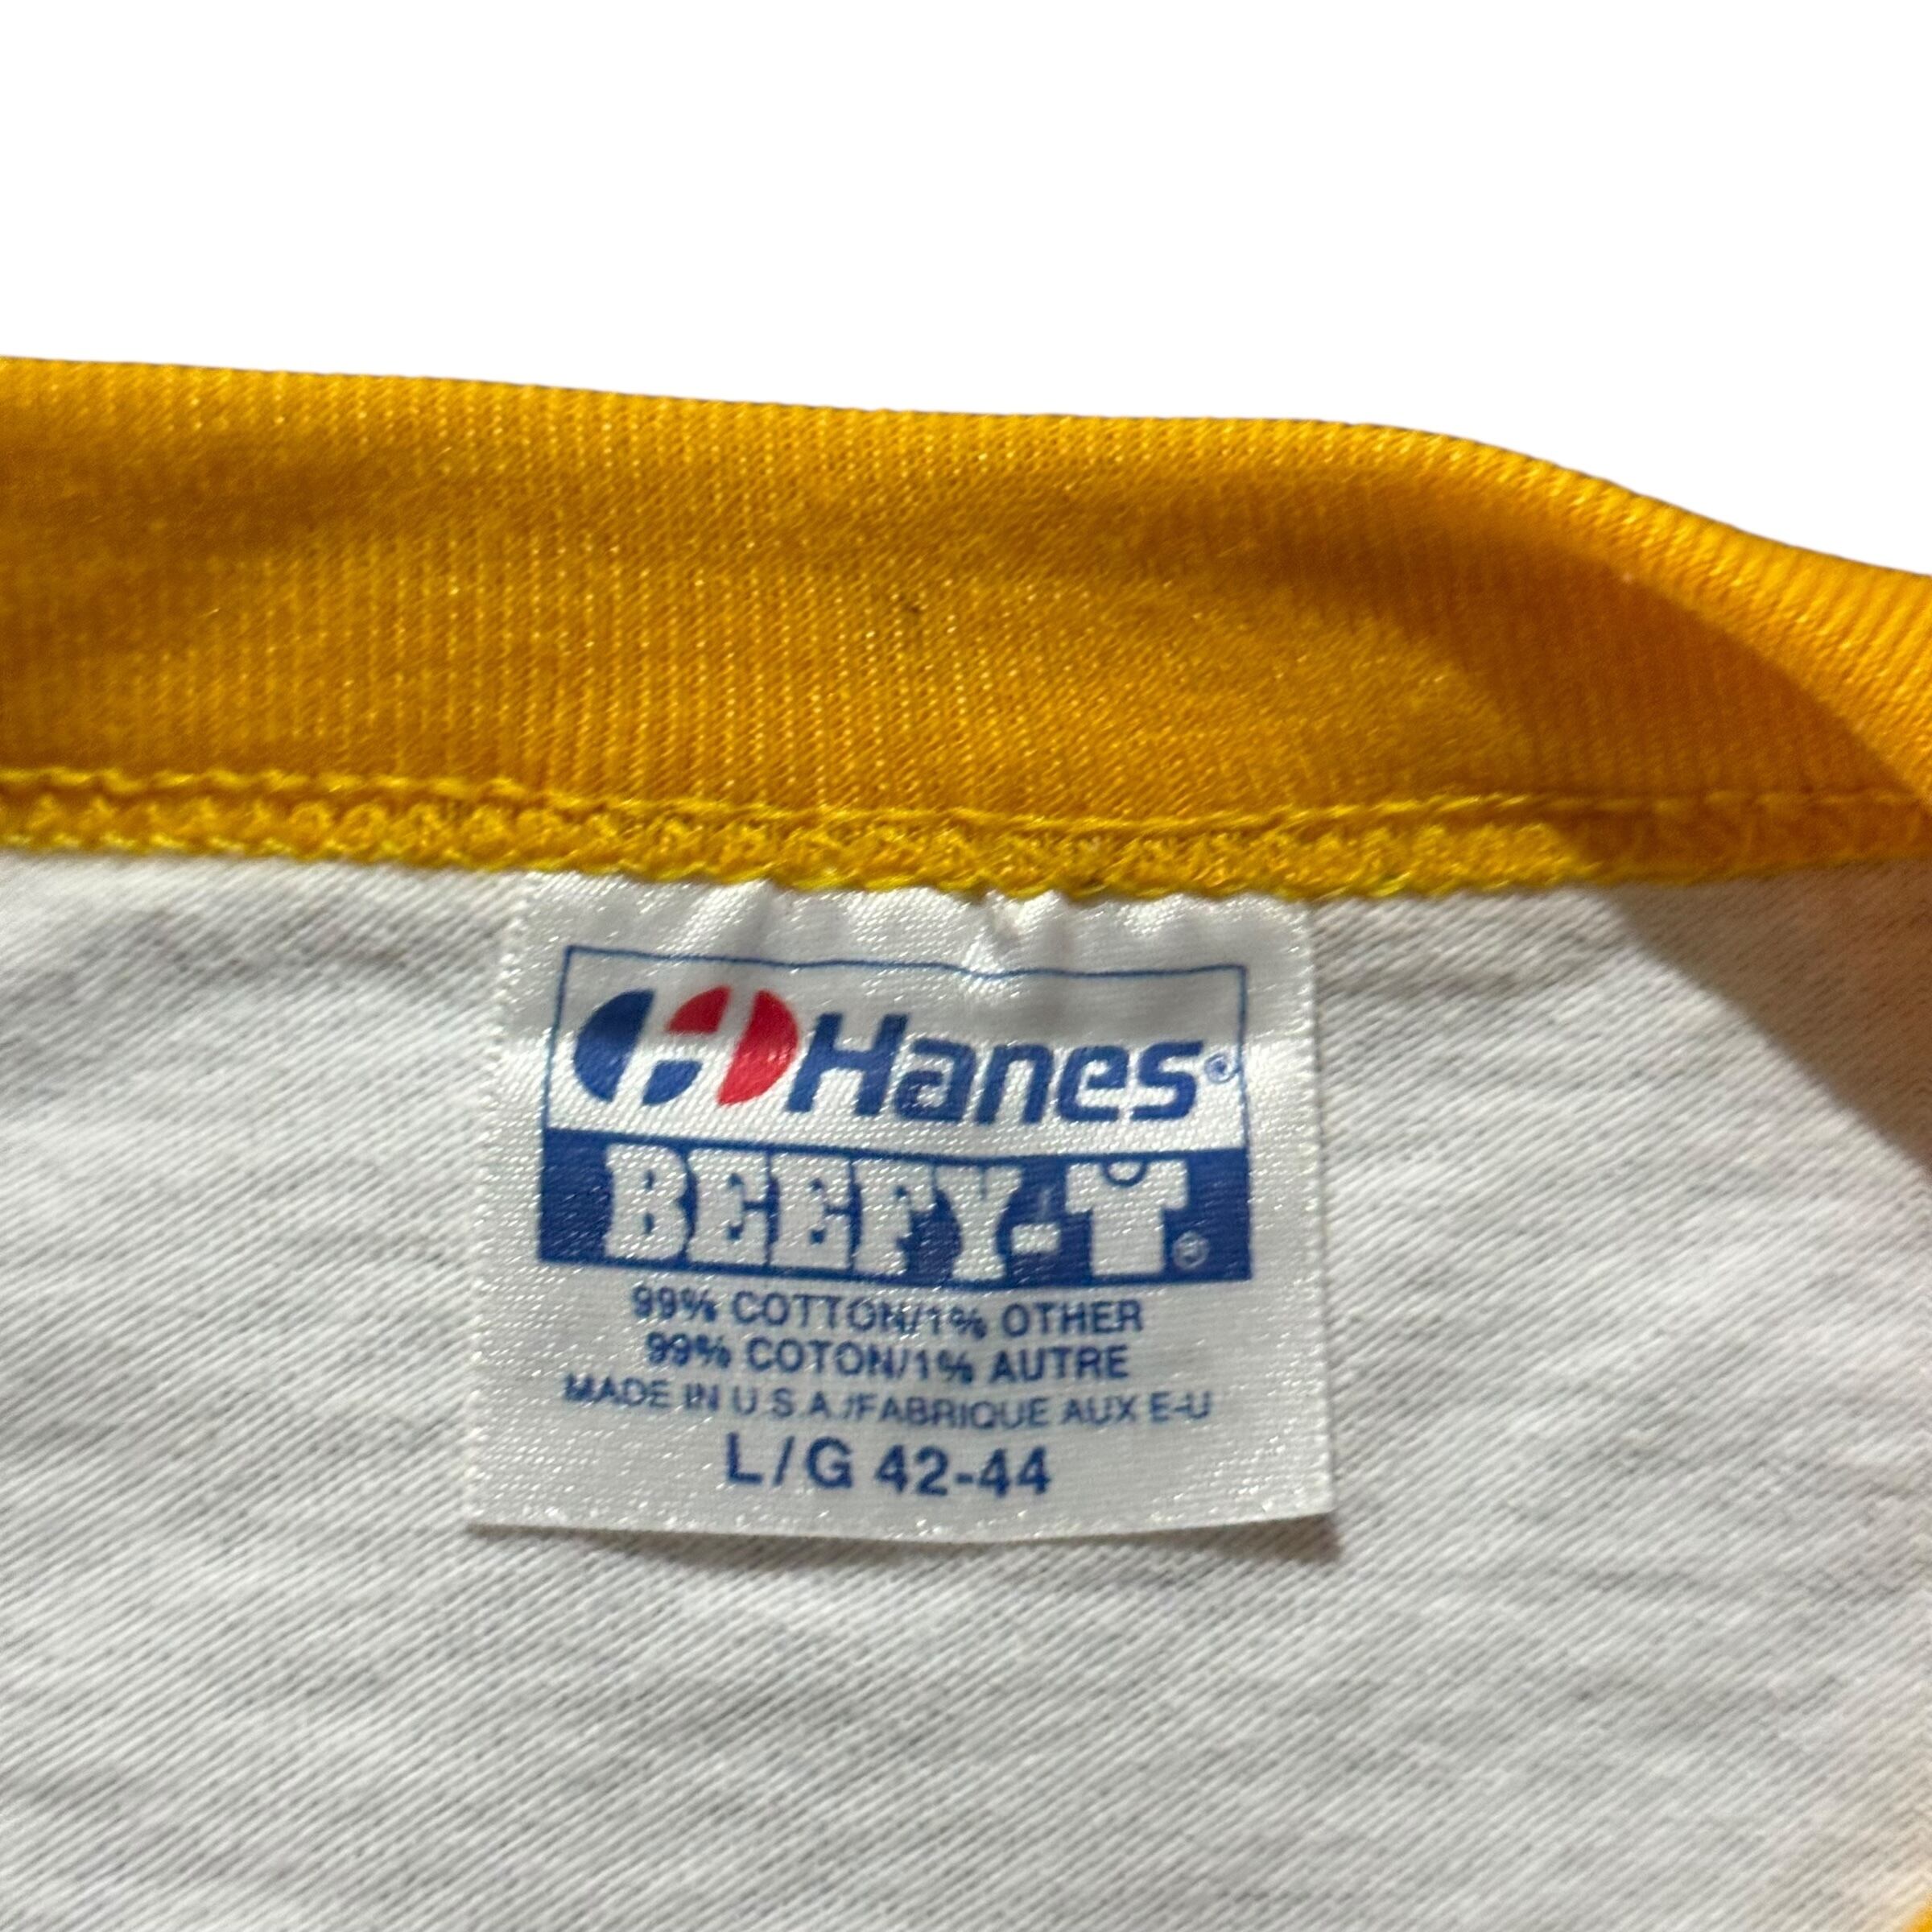 Hanes®
BEEFY-T®
99% COTTON/1% OTHER
99% COTON/1% AUTRE
MADE IN U.S.A./FABRIQUE AUX E-U
L/G 42-44